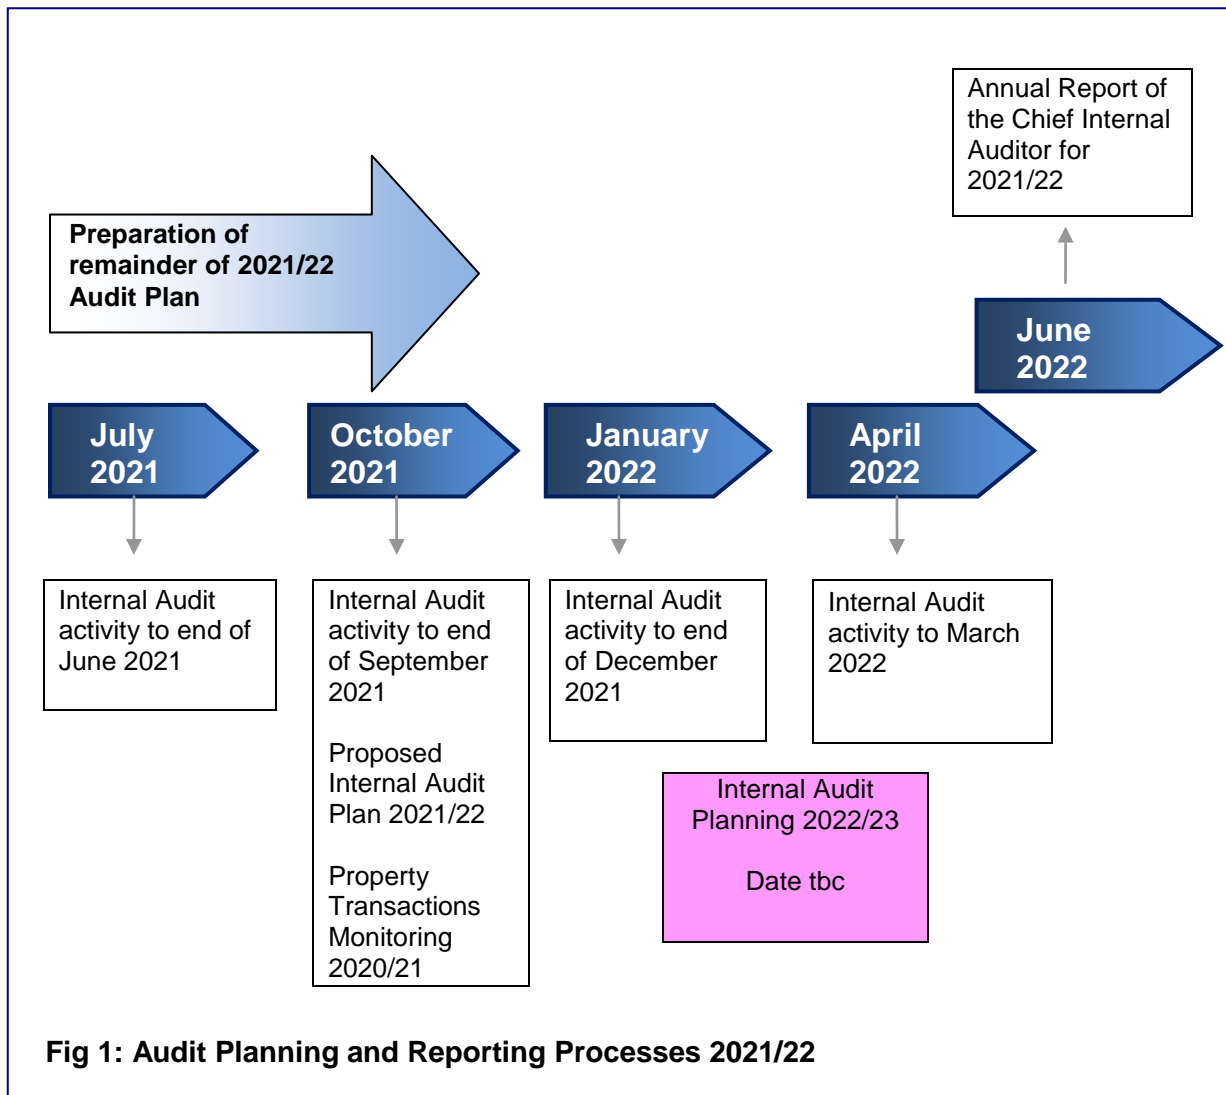 Annual Report of
the Chief Internal
Auditor for
2021/22
Preparation of
remainder of 2021/22
Audit Plan
June
2022
July
2021
October
2021
January
2022
April
2022
Internal Audit
activity to end of
June 2021
Internal Audit
activity to end
of September
2021
Proposed
Internal Audit
Plan 2021/22
Property
Transactions
Monitoring
2020/21
Internal Audit
activity to end
of December
2021
Internal Audit
activity to March
2022
Internal Audit
Planning 2022/23
Date tbc
Fig 1: Audit Planning and Reporting Processes 2021/22